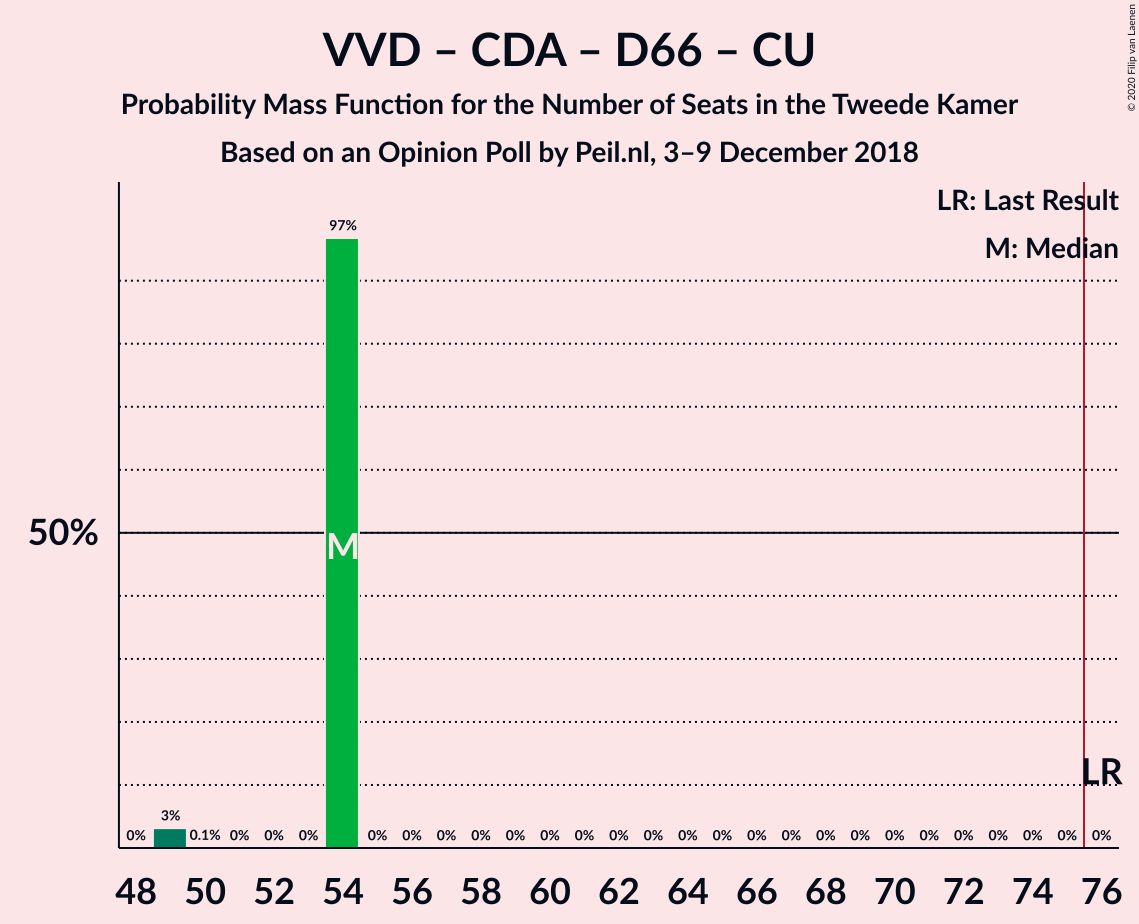 VVD – CDA – D66 – CU
Probability Mass Function for the Number of Seats in the Tweede Kamer
Based on an Opinion Poll by Peil.nl, 3–9 December 2018
© 2020 Filip van Laenen
LR: Last Result
M: Median
97%
50%
M
LR
3%
0% 0.1% 0% 0% 0% 0% 0% 0% 0% 0% 0% 0% 0% 0% 0% 0% 0% 0% 0% 0% 0% 0% 0% 0% 0% 0% 0%
48 50 52 54 56 58 60 62 64 66 68 70 72 74 76